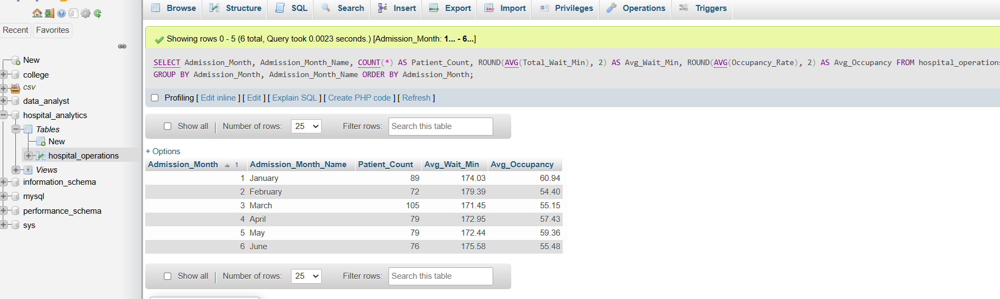 Browse Structure SQL Search Insert Export Import Privileges Operations Triggers
Recent Favorites
New
college
csv
data_analyst
hospital_analytics
Tables
New
hospital_operations
Views
information_schema
mysql
performance_schema
sys
Showing rows 0 - 5 (6 total, Query took 0.0023 seconds.) [Admission_Month: 1... - 6...]
SELECT Admission_Month, Admission_Month_Name, COUNT(*) AS Patient_Count, ROUND(AVG(Total_Wait_Min), 2) AS Avg_Wait_Min, ROUND(AVG(Occupancy_Rate), 2) AS Avg_Occupancy FROM hospital_operations
GROUP BY Admission_Month, Admission_Month_Name ORDER BY Admission_Month;
Profiling [ Edit inline ] [ Edit ] [ Explain SQL ] [ Create PHP code ] [ Refresh ]
Show all Number of rows: 25 Filter rows: Search this table
+ Options
Admission_Month 1 Admission_Month_Name Patient_Count Avg_Wait_Min Avg_Occupancy
1 January 89 174.03 60.94
2 February 72 179.39 54.40
3 March 105 171.45 55.15
4 April 79 172.95 57.43
5 May 79 172.44 59.36
6 June 76 175.58 55.48
Show all Number of rows: 25 Filter rows: Search this table